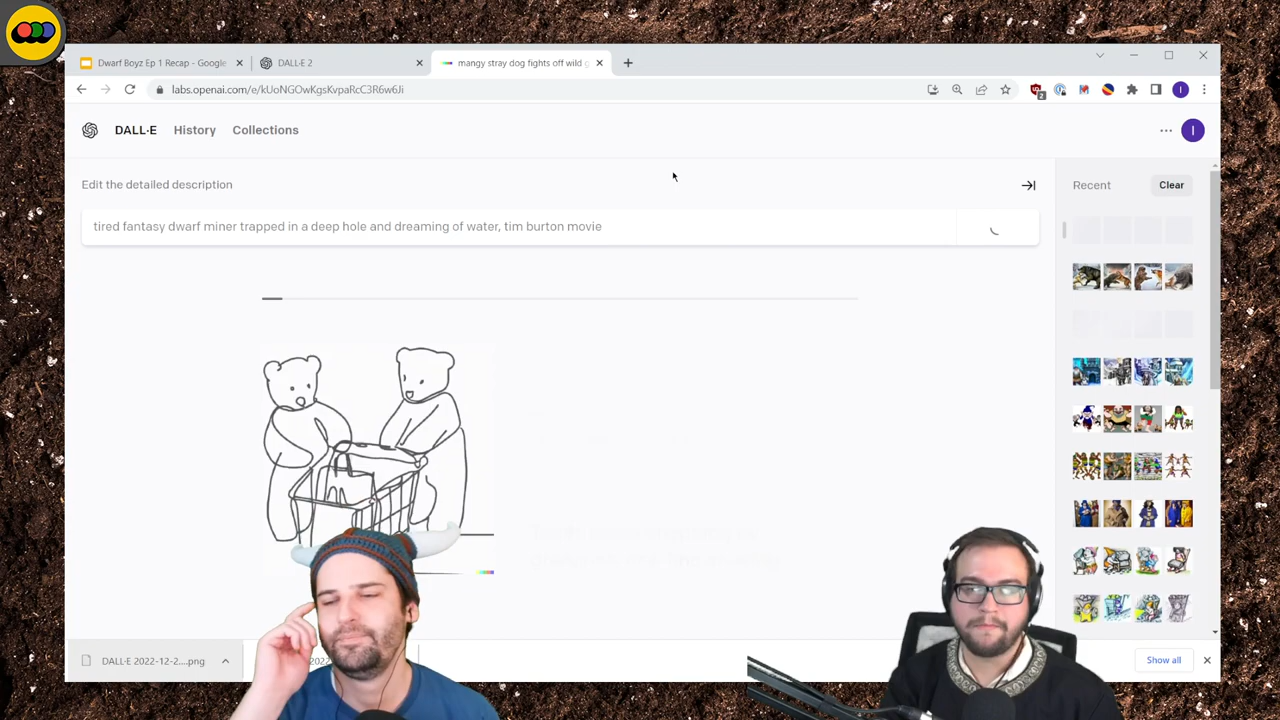 Dwarf Boyz Ep 1 Recap - Google
DALL·E 2
mangy stray dog fights off wild g
labs.openai.com/e/kUoNGOwKgsKvpaRcC3R6w6Ji
2
I
DALL·E
History
Collections
I
Edit the detailed description
Recent
Clear
tired fantasy dwarf miner trapped in a deep hole and dreaming of water, tim burton movie
DALL·E 2022-12-2....png
Show all